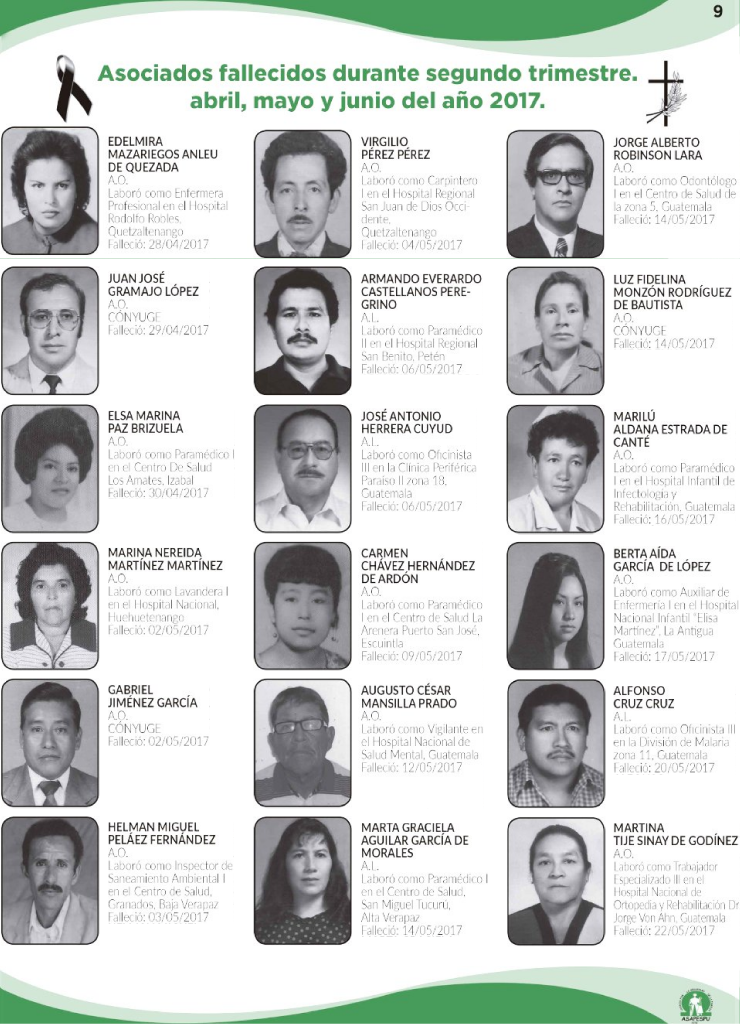 9
Asociados fallecidos durante segundo trimestre.
abril, mayo y junio del año 2017.
EDELMIRA
MAZARIEGOS ANLEU
DE QUEZADA
A.O.
Laboró como Enfermera
Profesional en el Hospital
Rodolfo Robles,
Quetzaltenango
Falleció: 28/04/2017
JUAN JOSÉ
GRAMAJO LÓPEZ
A.O.
CÓNYUGE
Falleció: 29/04/2017
ELSA MARINA
PAZ BRIZUELA
A.O.
Laboró como Paramédico I
en el Centro De Salud
Los Amates, Izabal
Falleció: 30/04/2017
MARINA NEREIDA
MARTÍNEZ MARTÍNEZ
A.O.
Laboró como Lavandera I
en el Hospital Nacional,
Huehuetenango
Falleció: 02/05/2017
GABRIEL
JIMÉNEZ GARCÍA
A.O.
CÓNYUGE
Falleció: 02/05/2017
HELMAN MIGUEL
PELÁEZ FERNÁNDEZ
A.O.
Laboró como Inspector de
Saneamiento Ambiental I
en el Centro de Salud,
Granados, Baja Verapaz
Falleció: 03/05/2017
VIRGILIO
PÉREZ PÉREZ
A.O.
Laboró como Carpintero
I en el Hospital Regional
San Juan de Dios Occi-
dente,
Quetzaltenango
Falleció: 04/05/2017
ARMANDO EVERARDO
CASTELLANOS PERE-
GRINO
A.L.
Laboró como Paramédico
II en el Hospital Regional
San Benito, Petén
Falleció: 06/05/2017
JOSÉ ANTONIO
HERRERA CUYUD
A.L.
Laboró como Oficinista
III en la Clínica Periférica
Paraíso II zona 18,
Guatemala
Falleció: 06/05/2017
CARMEN
CHÁVEZ HERNÁNDEZ
DE ARDÓN
A.O.
Laboró como Paramédico
I en el Centro de Salud La
Arenera Puerto San José,
Escuintla
Falleció: 09/05/2017
AUGUSTO CÉSAR
MANSILLA PRADO
A.O.
Laboró como Vigilante en
el Hospital Nacional de
Salud Mental, Guatemala
Falleció: 12/05/2017
MARTA GRACIELA
AGUILAR GARCÍA DE
MORALES
A.L.
Laboró como Paramédico I
en el Centro de Salud,
San Miguel Tucurú,
Alta Verapaz
Falleció: 14/05/2017
JORGE ALBERTO
ROBINSON LARA
A.O.
Laboró como Odontólogo
I en el Centro de Salud de
la zona 5, Guatemala
Falleció: 14/05/2017
LUZ FIDELINA
MONZÓN RODRÍGUEZ
DE BAUTISTA
A.O.
CÓNYUGE
Falleció: 14/05/2017
MARILÚ
ALDANA ESTRADA DE
CANTÉ
A.O.
Laboró como Paramédico
I en el Hospital Infantil de
Infectología y
Rehabilitación, Guatemala
Falleció: 16/05/2017
BERTA AÍDA
GARCÍA DE LÓPEZ
A.O.
Laboró como Auxiliar de
Enfermería I en el Hospital
Nacional Infantil "Elisa
Martínez", La Antigua
Guatemala
Falleció: 17/05/2017
ALFONSO
CRUZ CRUZ
A.L.
Laboró como Oficinista III
en la División de Malaria
zona 11, Guatemala
Falleció: 20/05/2017
MARTINA
TIJE SINAY DE GODÍNEZ
A.O.
Laboró como Trabajador
Especializado III en el
Hospital Nacional de
Ortopedia y Rehabilitación Dr
Jorge Von Ahn, Guatemala
Falleció: 22/05/2017
ASAPESPU